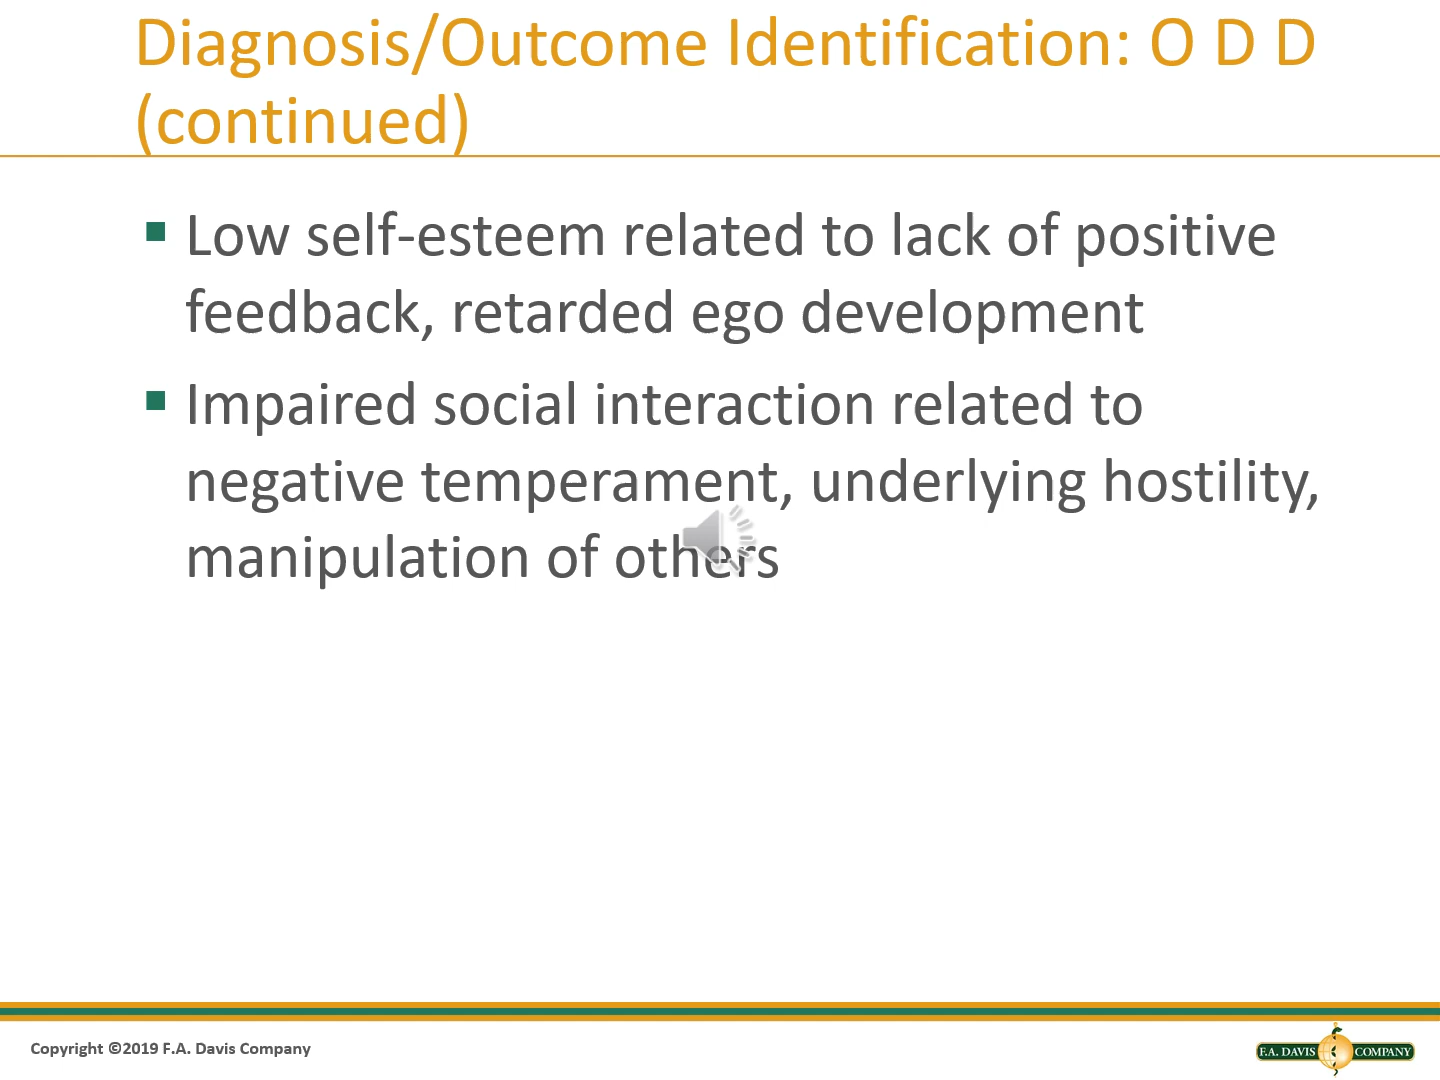 Diagnosis/Outcome Identification: O D D
(continued)
Low self-esteem related to lack of positive
feedback, retarded ego development
Impaired social interaction related to
negative temperament, underlying hostility,
manipulation of others
Copyright ©2019 F.A. Davis Company
F.A. DAVIS COMPANY